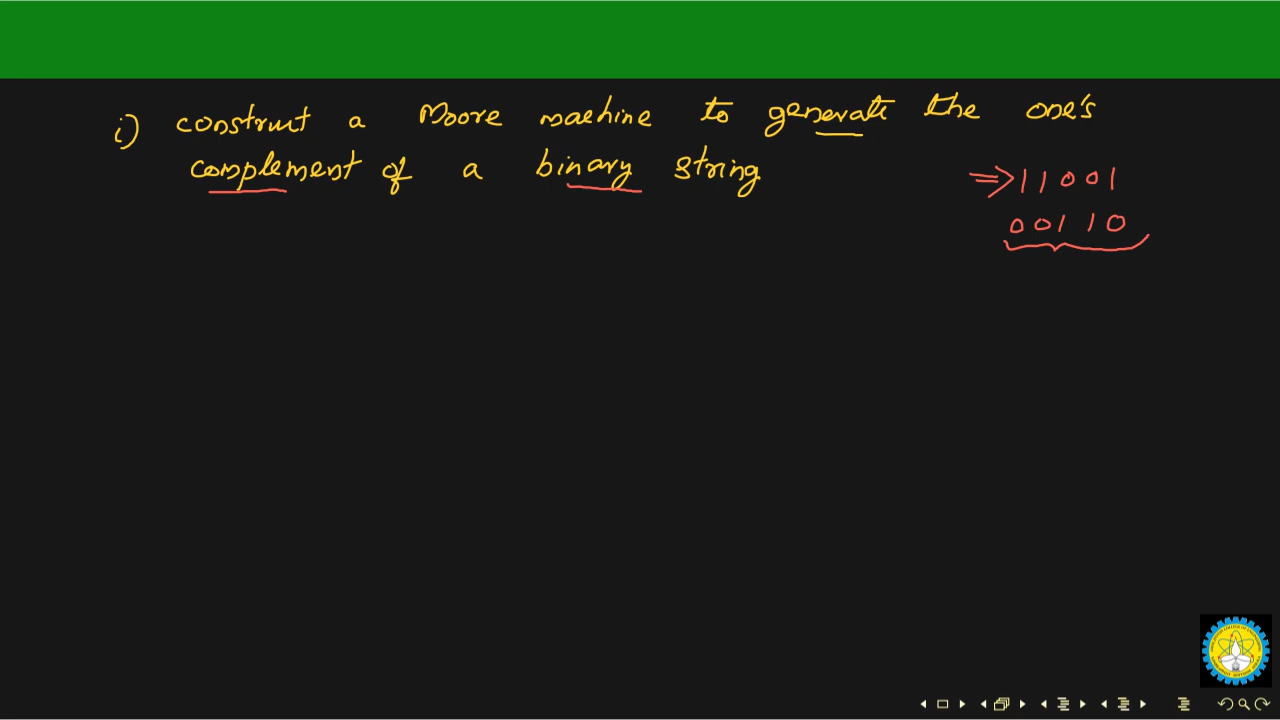 i) construct a Moore machine to generate the one's
complement of a binary string
⇒ 11001
00110